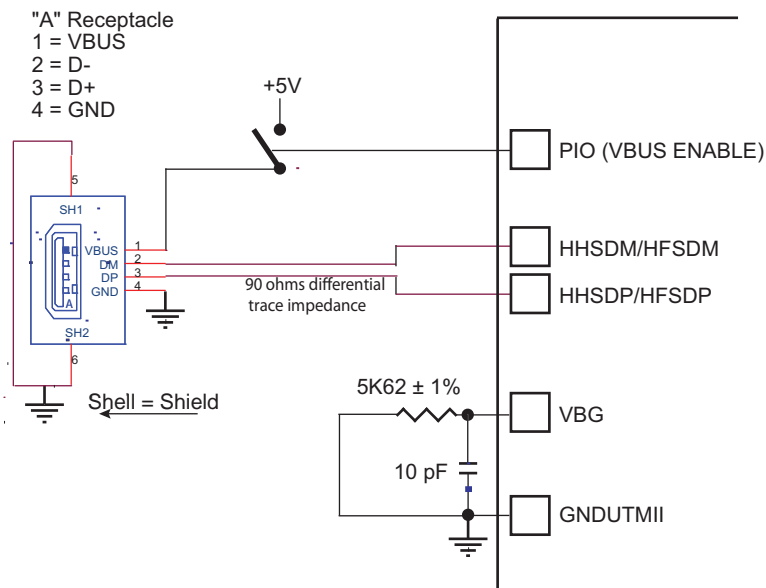 "A" Receptacle
1 = VBUS
2 = D-
3 = D+
4 = GND
+5V
PIO (VBUS ENABLE)
5
SH1
VBUS 1
DM 2
DP 3
GND 4
A
SH2
6
HHSDM/HFSDM
90 ohms differential
trace impedance
HHSDP/HFSDP
Shell = Shield
5K62 ± 1%
VBG
10 pF
GNDUTMII